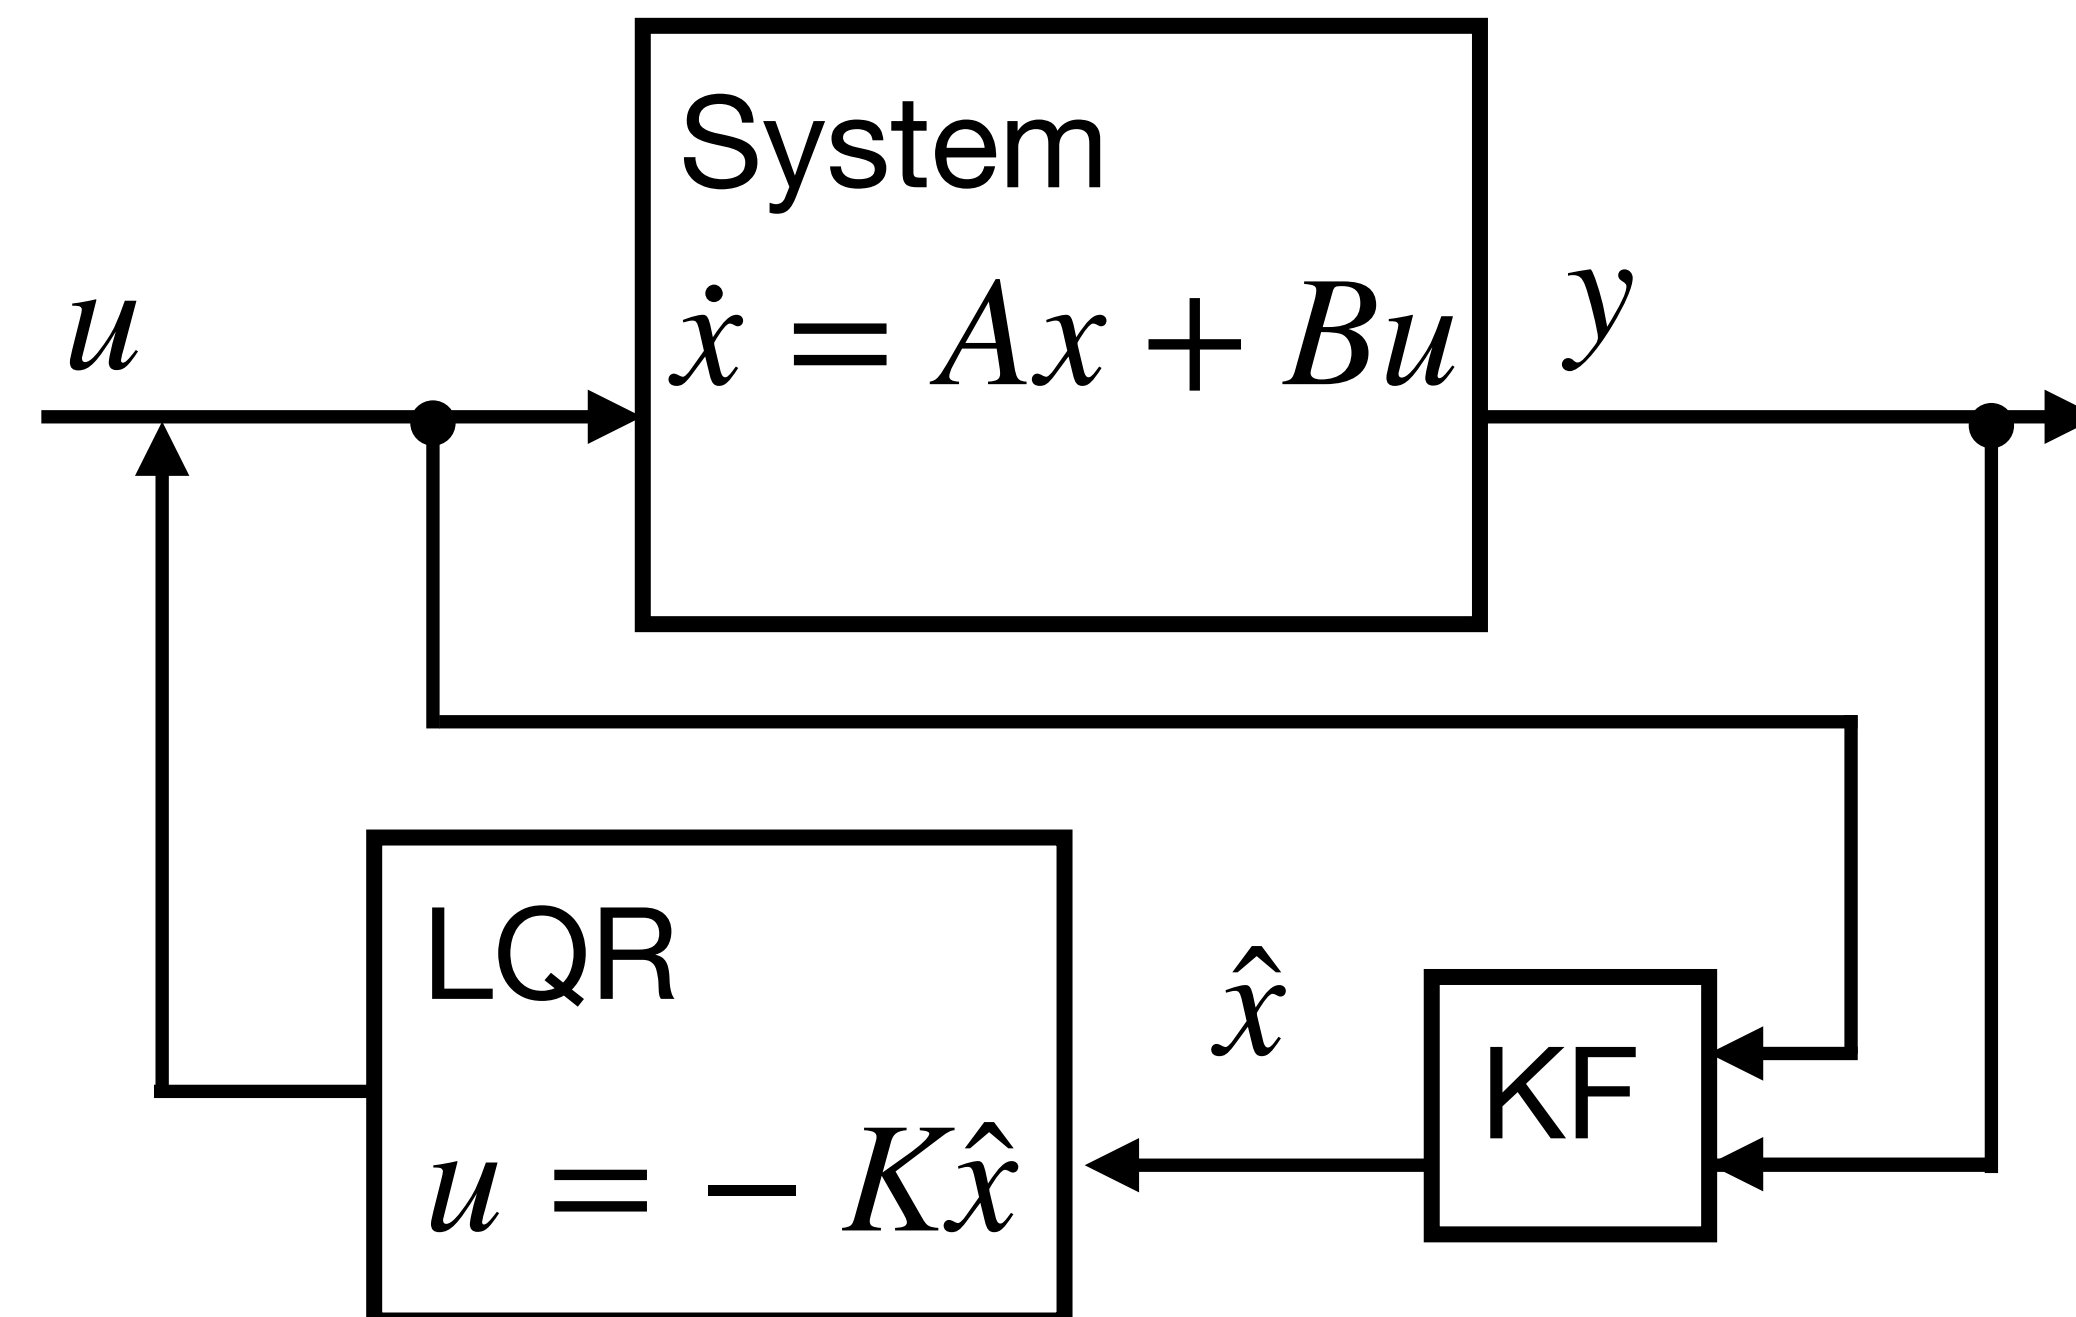 System
u
ẋ = Ax + Bu
y
LQR
x̂
KF
u = − Kx̂